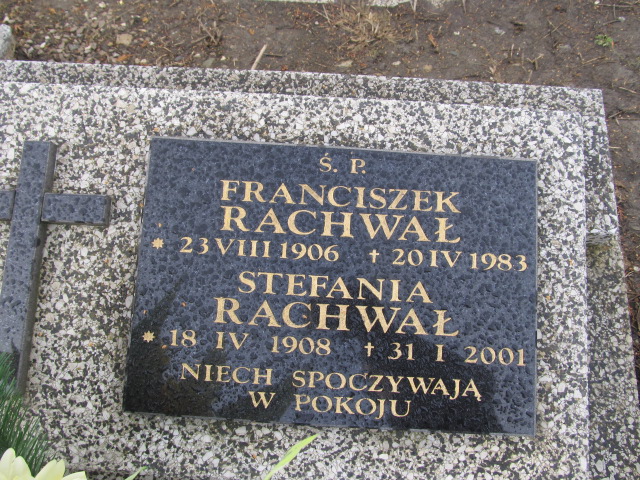 Ś. P.
FRANCISZEK
RACHWAŁ
* 23 VIII 1906 † 20 IV 1983
STEFANIA
RACHWAŁ
* 18 IV 1908 † 31 I 2001
NIECH SPOCZYWAJĄ
W POKOJU